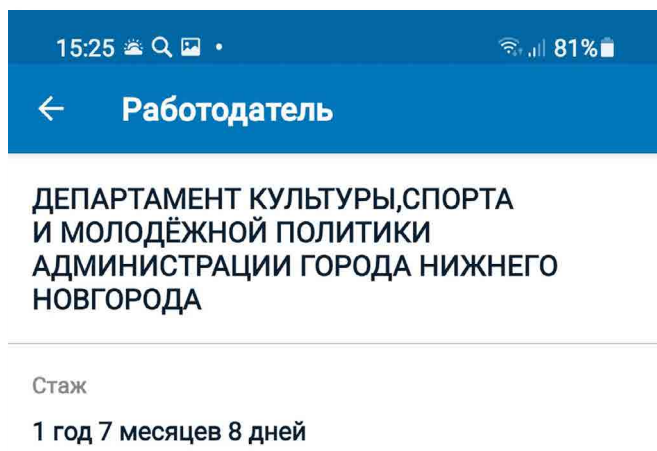 15:25
81%
Работодатель
ДЕПАРТАМЕНТ КУЛЬТУРЫ,СПОРТА
И МОЛОДЁЖНОЙ ПОЛИТИКИ
АДМИНИСТРАЦИИ ГОРОДА НИЖНЕГО
НОВГОРОДА
Стаж
1 год 7 месяцев 8 дней